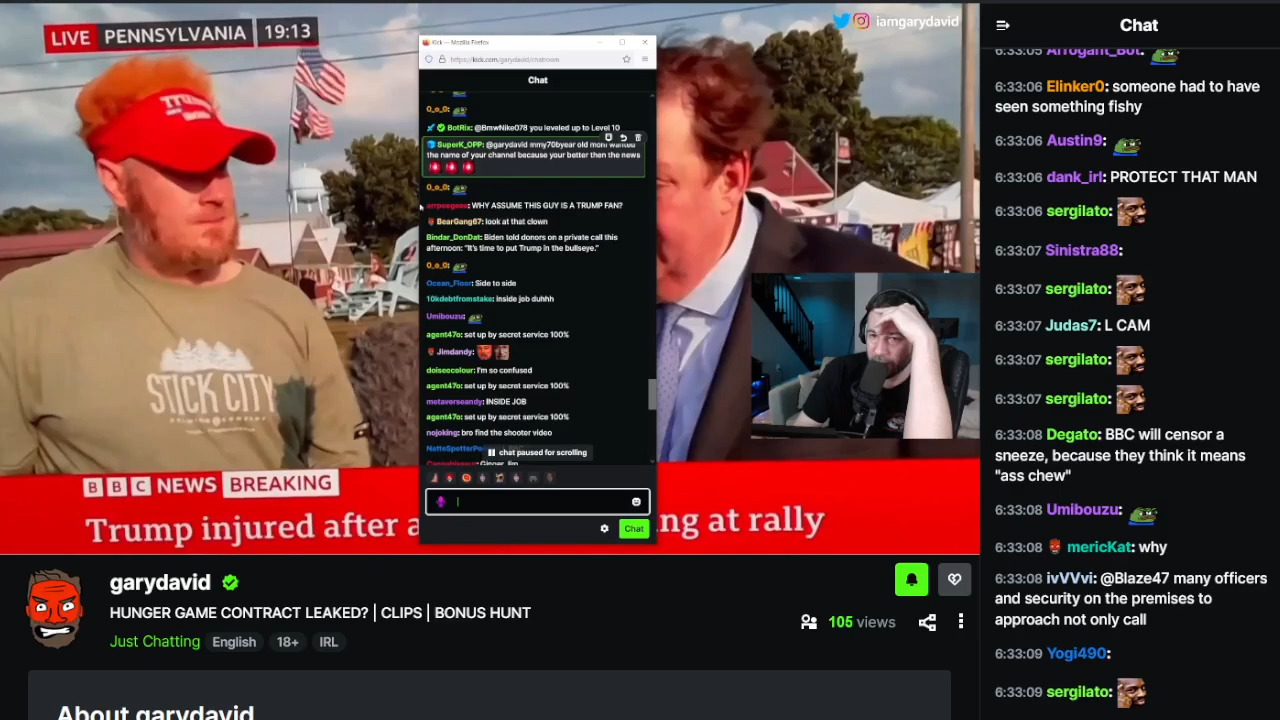 LIVE PENNSYLVANIA 19:13
iamgarydavid
Kick — Mozilla Firefox
https://kick.com/garydavid/chatroom
Chat
0_o_0:
BotRix: @BmwNike078 you leveled up to Level 10
SuperK_OPP: @garydavid mmy70byear old mom wanted
the name of your channel because your better then the news
0_o_0:
WHY ASSUME THIS GUY IS A TRUMP FAN?
BearGang67: look at that clown
Bindar_DonDat: Biden told donors on a private call this
afternoon: "It's time to put Trump in the bullseye."
0_o_0:
Ocean_Floor: Side to side
10kdebtfromstake: inside job duhhh
Umibouzu:
agent47o: set up by secret service 100%
Jimdandy:
doiseecolour: I'm so confused
agent47o: set up by secret service 100%
metaverseandy: INSIDE JOB
agent47o: set up by secret service 100%
nojoking: bro find the shooter video
chat paused for scrolling
Chat
STICK CITY
BBC NEWS BREAKING
Trump injured after a
ng at rally
garydavid
HUNGER GAME CONTRACT LEAKED? | CLIPS | BONUS HUNT
Just Chatting English 18+ IRL
105 views
About garydavid
Chat
6:33:05 Arrogant_Bot:
6:33:06 Elinker0: someone had to have
seen something fishy
6:33:06 Austin9:
6:33:06 dank_irl: PROTECT THAT MAN
6:33:06 sergilato:
6:33:07 Sinistra88:
6:33:07 sergilato:
6:33:07 Judas7: L CAM
6:33:07 sergilato:
6:33:07 sergilato:
6:33:08 Degato: BBC will censor a
sneeze, because they think it means
"ass chew"
6:33:08 Umibouzu:
6:33:08 mericKat: why
6:33:08 ivVVvi: @Blaze47 many officers
and security on the premises to
approach not only call
6:33:09 Yogi490:
6:33:09 sergilato: